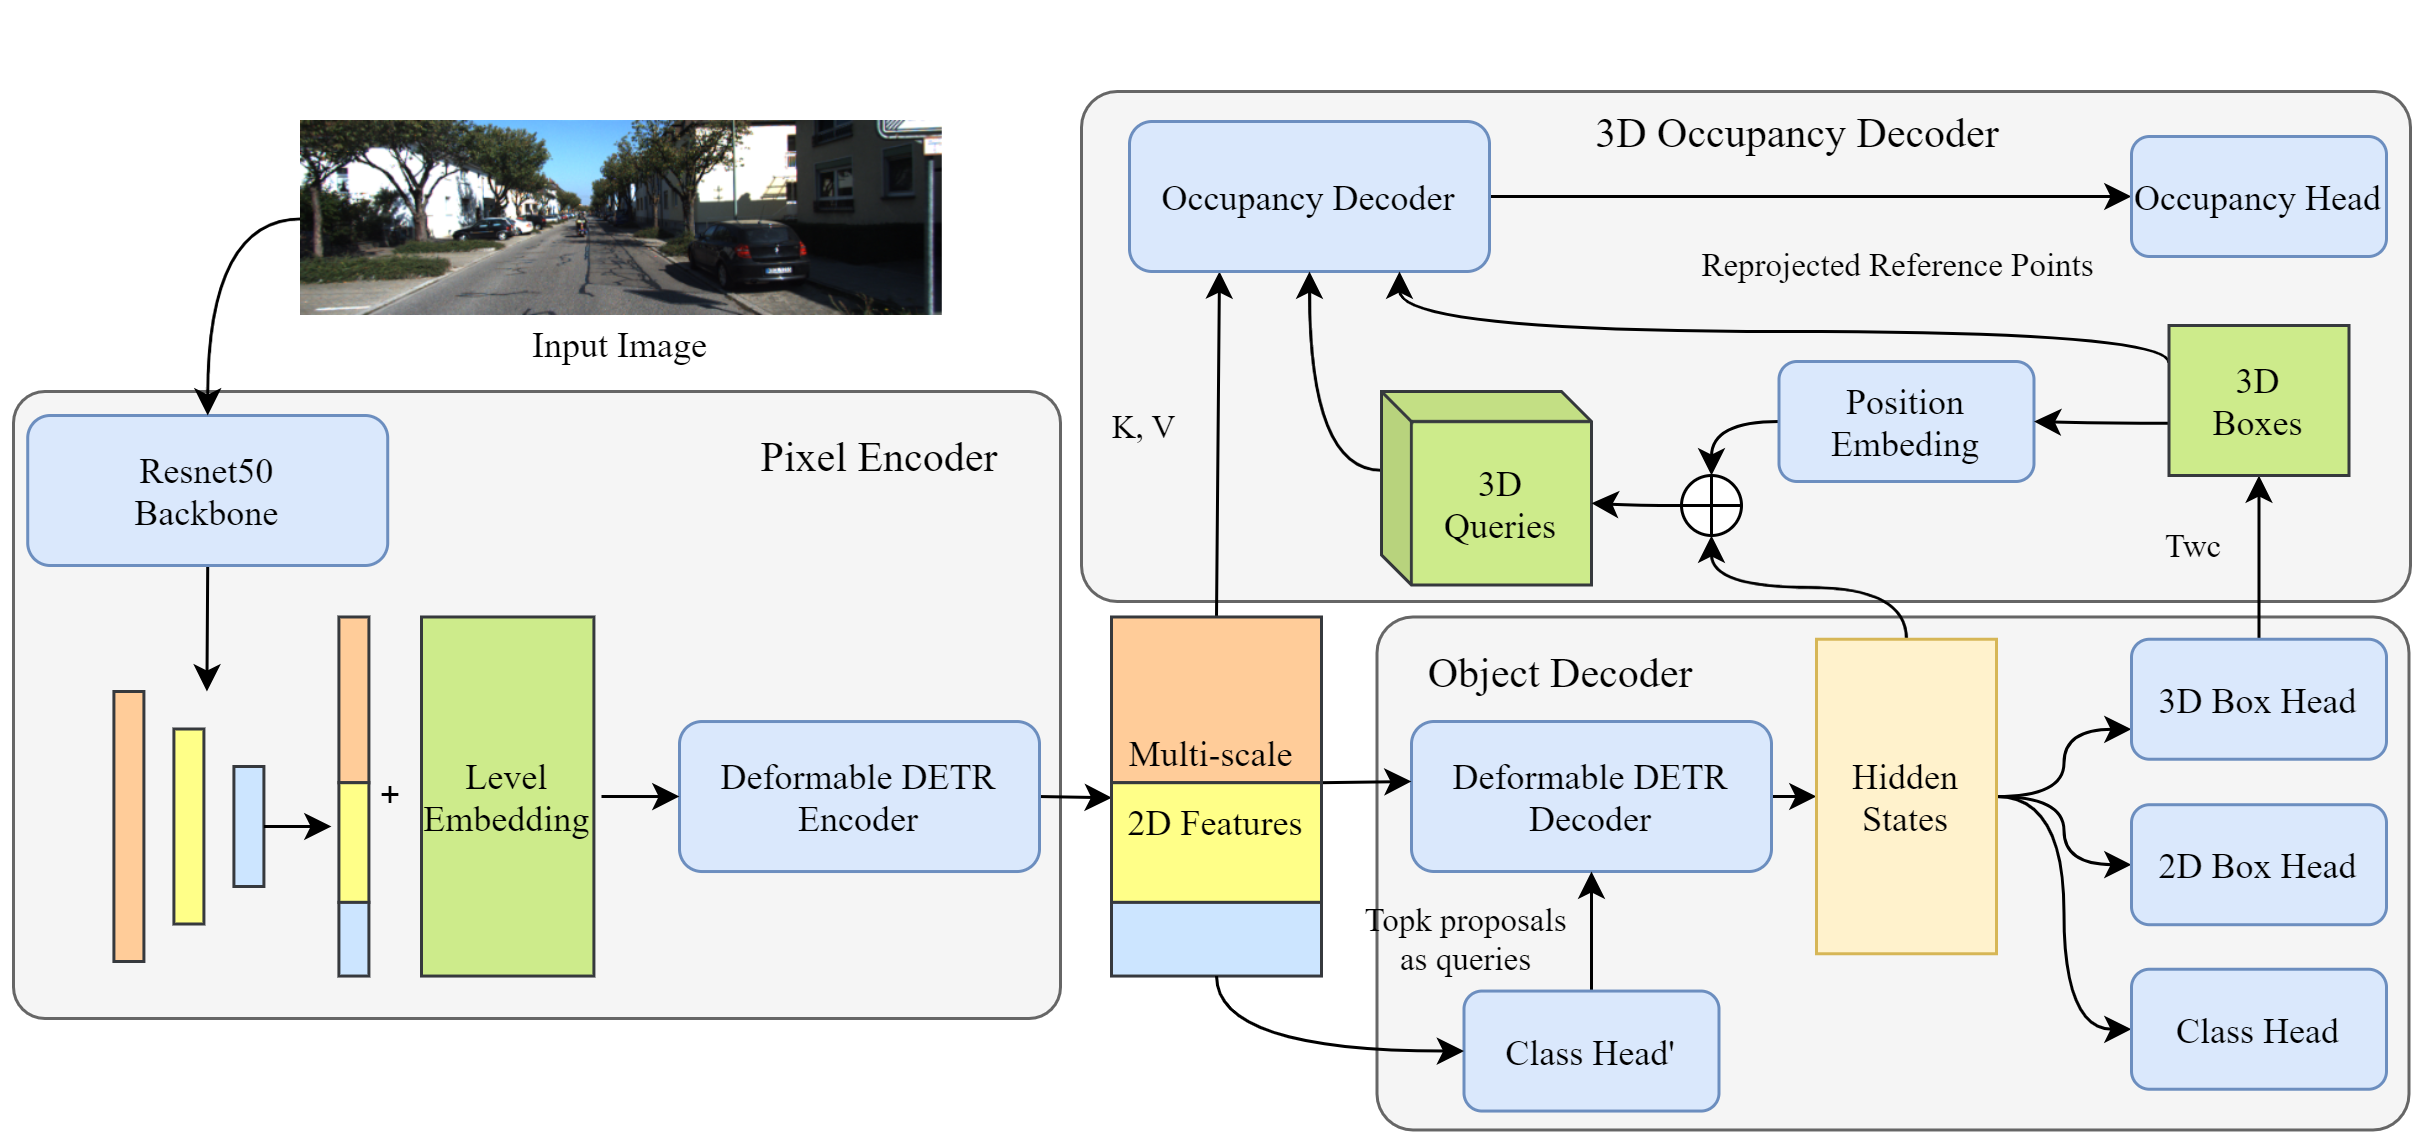 Input Image
Pixel Encoder
Resnet50
Backbone
+
Level
Embedding
Deformable DETR
Encoder
Multi-scale
2D Features
K, V
3D Occupancy Decoder
Occupancy Decoder
Occupancy Head
Reprojected Reference Points
3D
Queries
Position
Embeding
3D
Boxes
Twc
Object Decoder
Deformable DETR
Decoder
Topk proposals
as queries
Class Head'
Hidden
States
3D Box Head
2D Box Head
Class Head